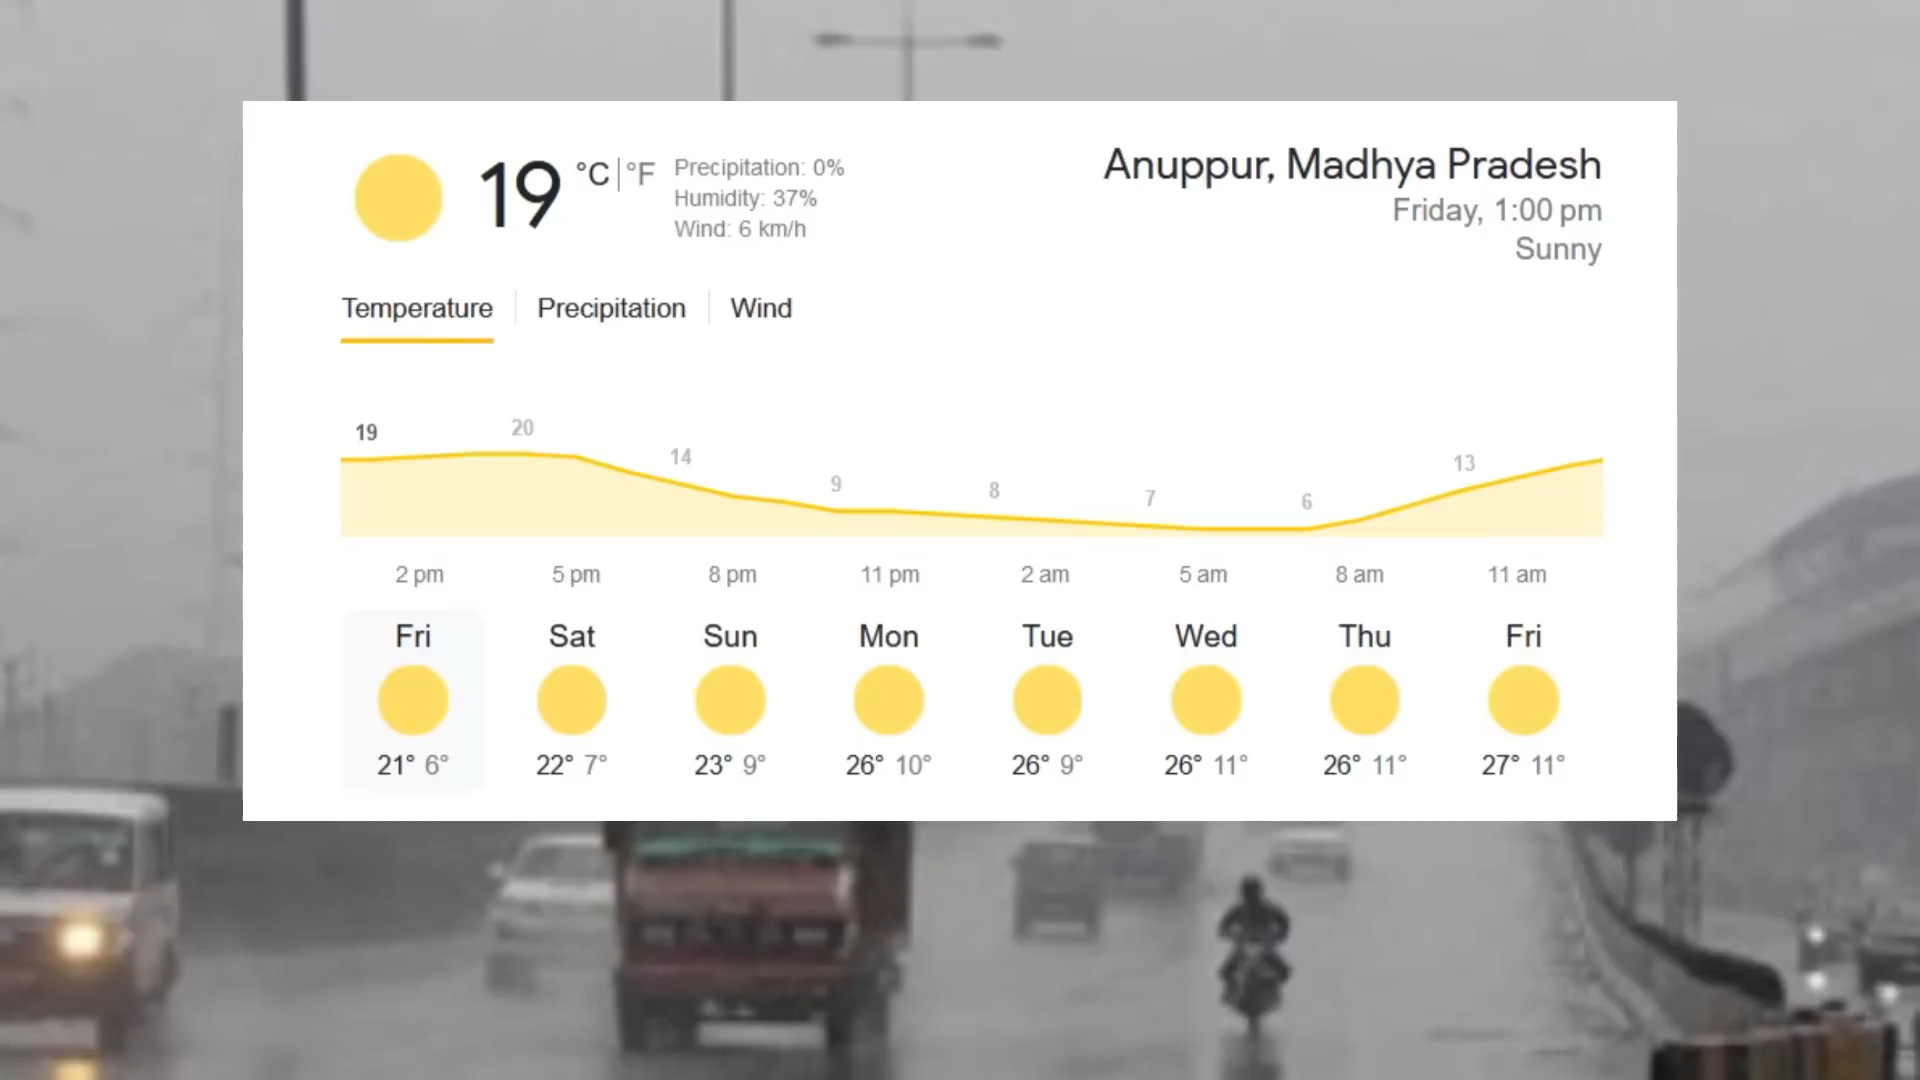 19 °C | °F
Precipitation: 0%
Humidity: 37%
Wind: 6 km/h
Anuppur, Madhya Pradesh
Friday, 1:00 pm
Sunny
Temperature | Precipitation | Wind
19 20 14 9 8 7 6 13
2 pm 5 pm 8 pm 11 pm 2 am 5 am 8 am 11 am
Fri Sat Sun Mon Tue Wed Thu Fri
21° 6° 22° 7° 23° 9° 26° 10° 26° 9° 26° 11° 26° 11° 27° 11°